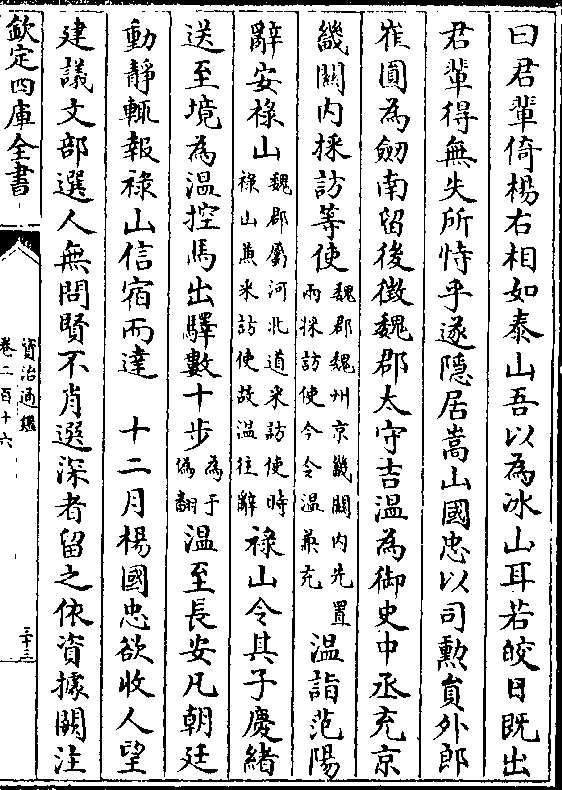 曰君輩倚楊右相如泰山吾以為冰山耳若皎日既出
君輩得無失所恃乎遂隱居嵩山國忠以司勲員外郎
崔圓為劒南留後徵魏郡太守吉溫為御史中丞充京
畿關內採訪等使魏郡魏州京畿關内先置兩採訪使今令溫兼充溫詣范陽
辭安祿山魏郡屬河北道采訪使時祿山兼采訪使故溫往辭祿山令其子慶緒
送至境為溫控馬出驛數十步為于偽翻溫至長安凡朝廷
動靜輒報祿山信宿而達　十二月楊國忠欲收人望
建議文部選人無問賢不肖選深者留之依資據闕注
欽定四庫全書
資治通鑑
卷二百十六
三十三